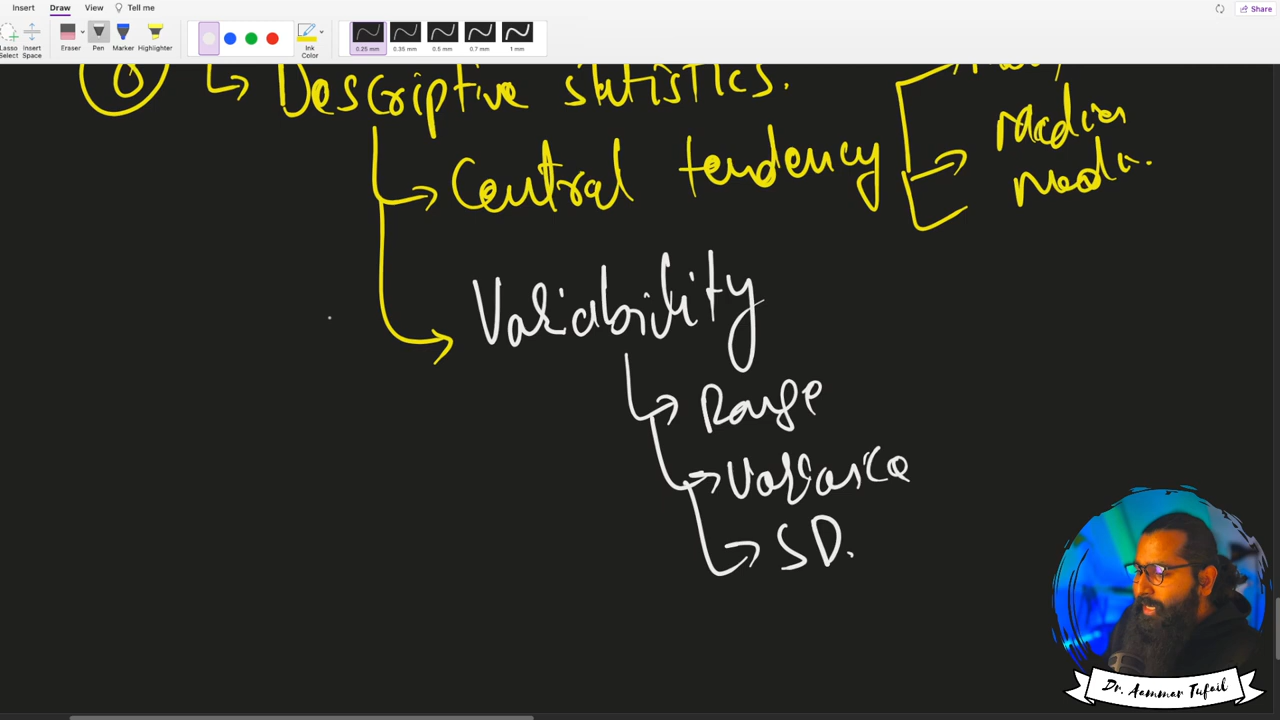 Insert Draw View Tell me Share
Lasso Select Insert Space Eraser Pen Marker Highlighter Ink Color 0.25 mm 0.35 mm 0.5 mm 0.7 mm 1 mm
Descriptive statistics.
Central tendency
Median
Variability
Range
Variance
SD.
Dr. Aammar Tufail